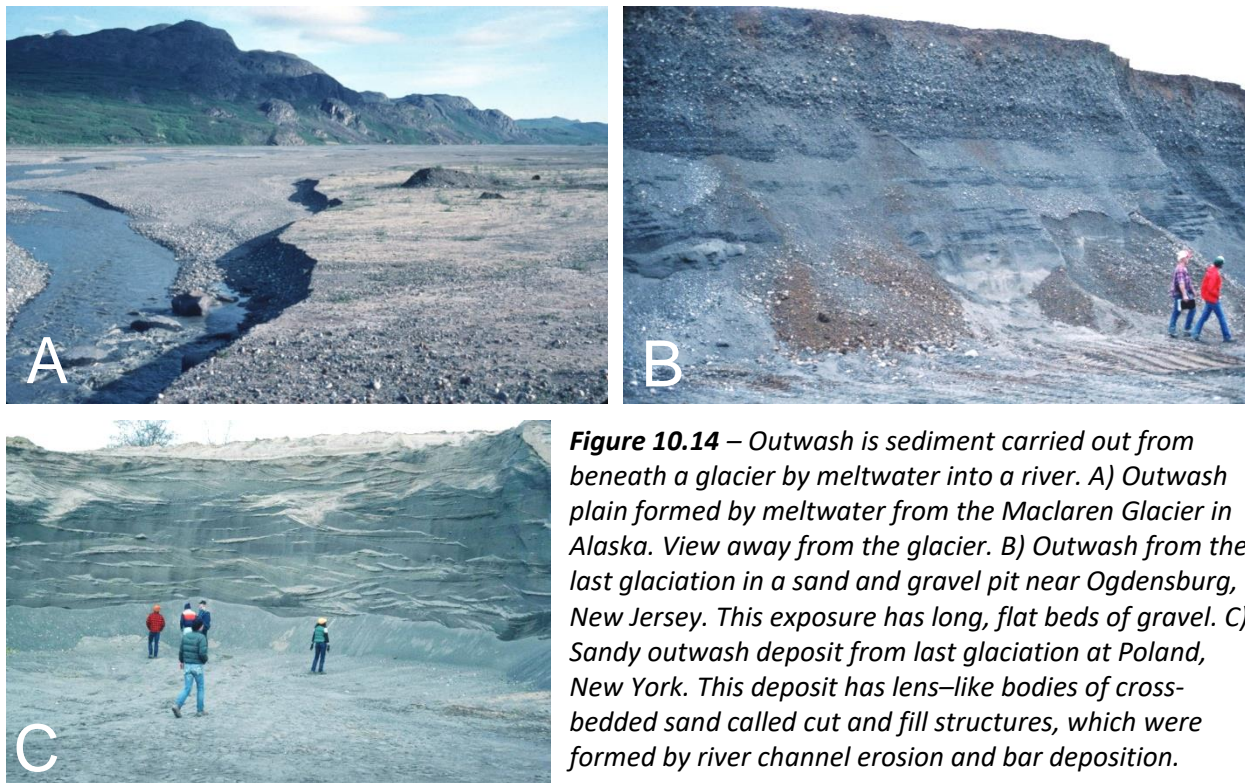 A
B
C
Figure 10.14 – Outwash is sediment carried out from
beneath a glacier by meltwater into a river. A) Outwash
plain formed by meltwater from the Maclaren Glacier in
Alaska. View away from the glacier. B) Outwash from the
last glaciation in a sand and gravel pit near Ogdensburg,
New Jersey. This exposure has long, flat beds of gravel. C)
Sandy outwash deposit from last glaciation at Poland,
New York. This deposit has lens–like bodies of cross-
bedded sand called cut and fill structures, which were
formed by river channel erosion and bar deposition.